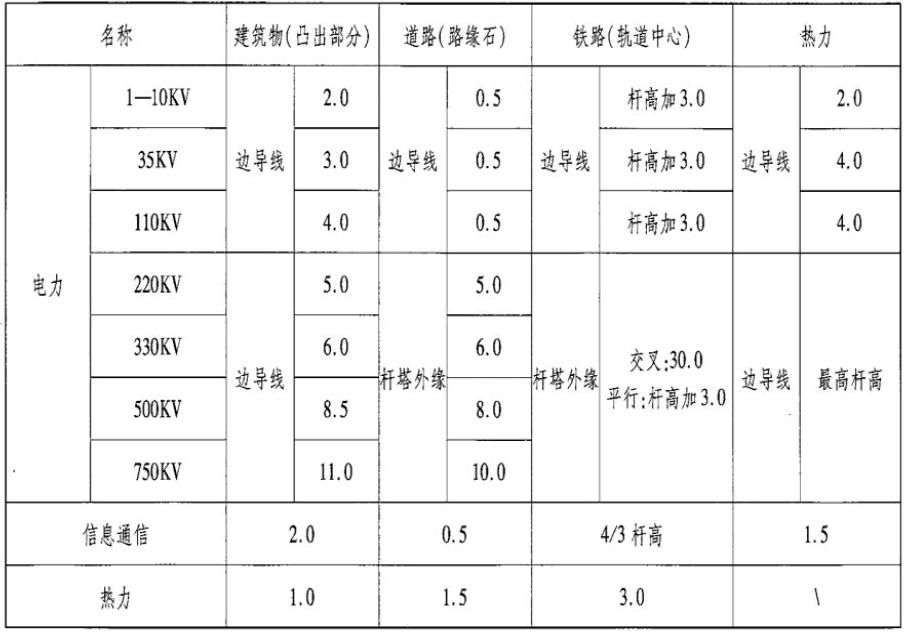 名称 建筑物(凸出部分) 道路(路缘石) 铁路(轨道中心) 热力
电力 1—10KV 边导线 2.0 边导线 0.5 边导线 杆高加3.0 边导线 2.0
35KV 3.0 0.5 杆高加3.0 4.0
110KV 4.0 0.5 杆高加3.0 4.0
220KV 边导线 5.0 杆塔外缘 5.0 杆塔外缘 交叉:30.0 边导线 最高杆高
平行:杆高加3.0
330KV 6.0 6.0
500KV 8.5 8.0
750KV 11.0 10.0
信息通信 2.0 0.5 4/3杆高 1.5
热力 1.0 1.5 3.0 \